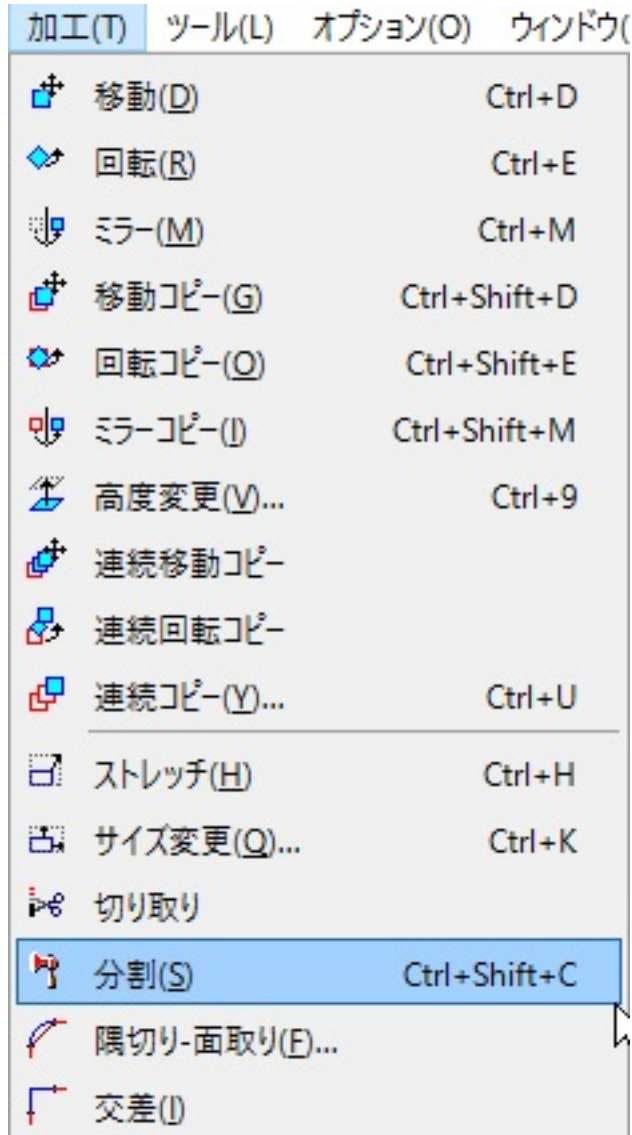 加工(T) ツール(L) オプション(O) ウィンドウ(
移動(D) Ctrl+D
回転(R) Ctrl+E
ミラー(M) Ctrl+M
移動コピー(G) Ctrl+Shift+D
回転コピー(O) Ctrl+Shift+E
ミラーコピー(I) Ctrl+Shift+M
高度変更(V)... Ctrl+9
連続移動コピー
連続回転コピー
連続コピー(Y)... Ctrl+U
ストレッチ(H) Ctrl+H
サイズ変更(Q)... Ctrl+K
切り取り
分割(S) Ctrl+Shift+C
隅切り-面取り(F)...
交差(I)